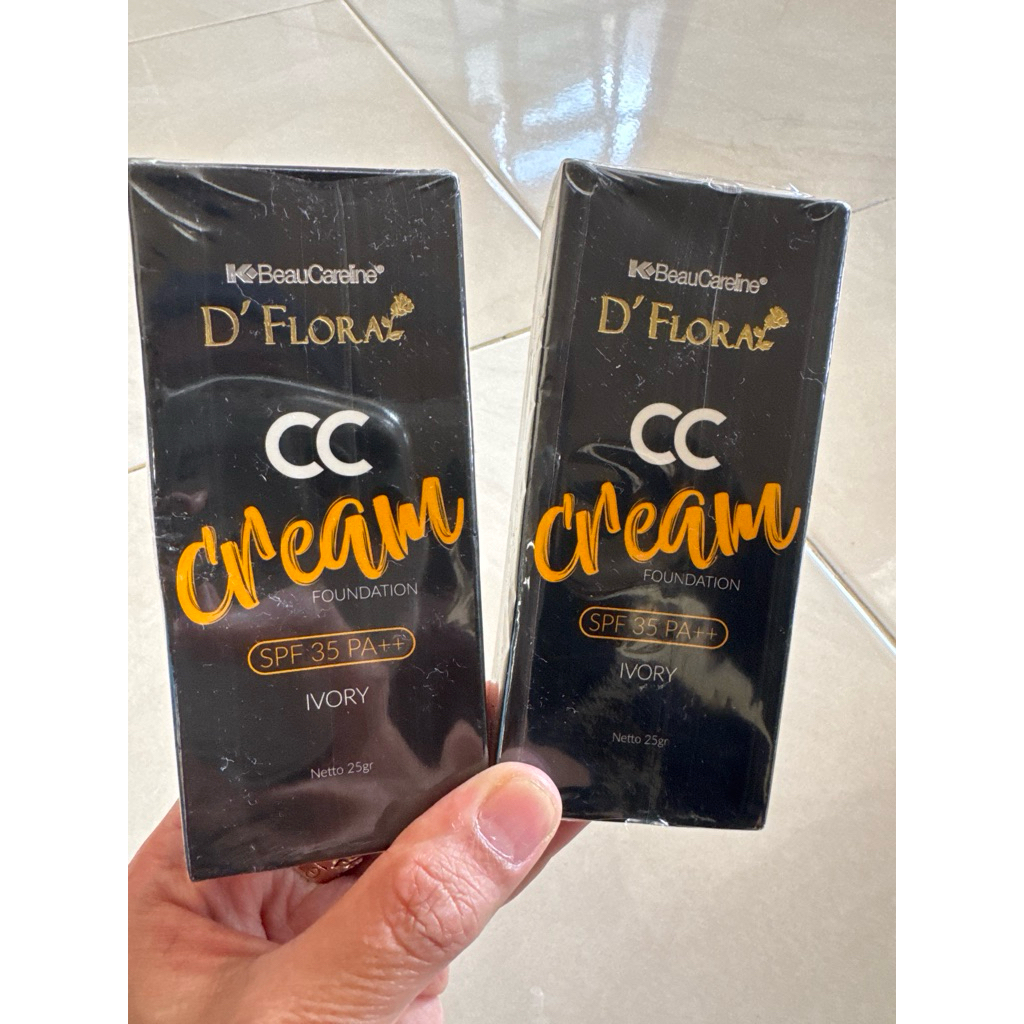 K BeauCareline®
D'FLORA
CC
cream
FOUNDATION
SPF 35 PA++
IVORY
Netto 25gr
K BeauCareline®
D'FLORA
CC
cream
FOUNDATION
SPF 35 PA++
IVORY
Netto 25gr